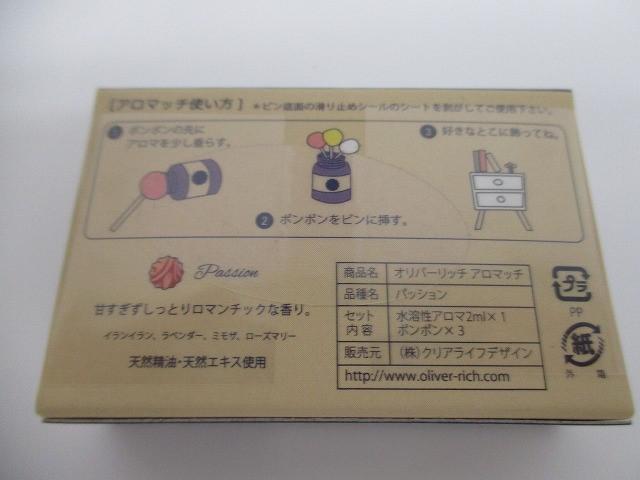 [アロマッチ使い方] *ビン底面の滑り止めシールのシートを剥がしてご使用下さい。
1 ポンポンの先に
アロマを少し垂らす。
2 ポンポンをビンに挿す。
3 好きなとこに飾ってね。
Passion
甘すぎずしっとりロマンチックな香り。
イランイラン、ラベンダー、ミモザ、ローズマリー
天然精油・天然エキス使用
商品名 オリバーリッチ アロマッチ
品種名 パッション
セット内容 水溶性アロマ2ml×1
ポンポン×3
販売元 (株)クリアライフデザイン
http://www.oliver-rich.com
プラ
PP
紙
外箱